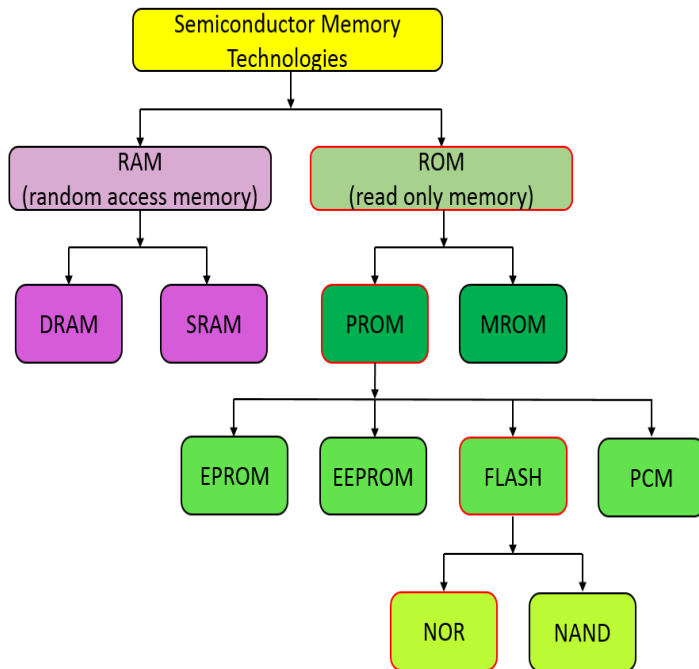 Semiconductor Memory
Technologies
RAM
(random access memory)
ROM
(read only memory)
DRAM
SRAM
PROM
MROM
EPROM
EEPROM
FLASH
PCM
NOR
NAND